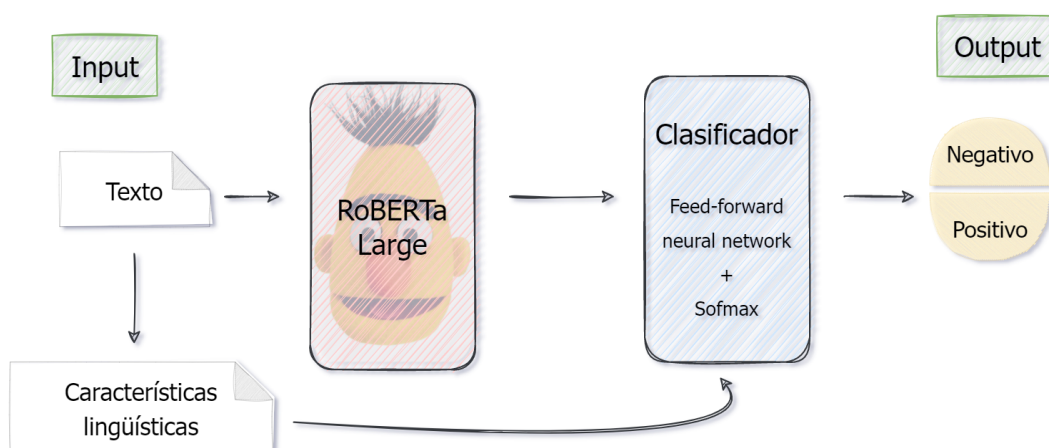 Input
Output
Texto
RoBERTa
Large
Clasificador
Feed-forward
neural network
+
Sofmax
Negativo
Positivo
Características
lingüísticas